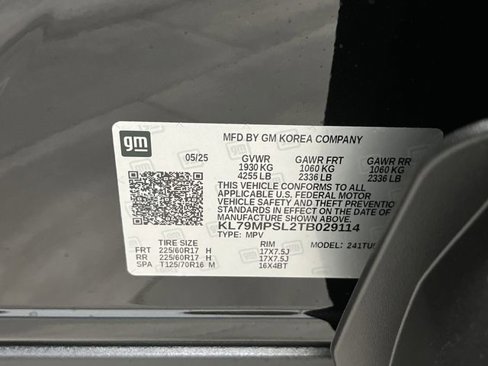 gm
MFD BY GM KOREA COMPANY
05/25 GVWR GAWR FRT GAWR RR
1930 KG 1060 KG 1060 KG
4255 LB 2336 LB 2336 LB
THIS VEHICLE CONFORMS TO ALL
APPLICABLE U.S. FEDERAL MOTOR
VEHICLE SAFETY AND THEFT PREVENTION
STANDARDS IN EFFECT ON THE DATE OF
MANUFACTURE SHOWN ABOVE.
KL79MPSL2TB029114
TYPE: MPV
TIRE SIZE RIM MODEL:
FRT 225/60R17 H 17X7.5J
RR 225/60R17 H 17X7.5J
SPA T125/70R16 M 16X4BT